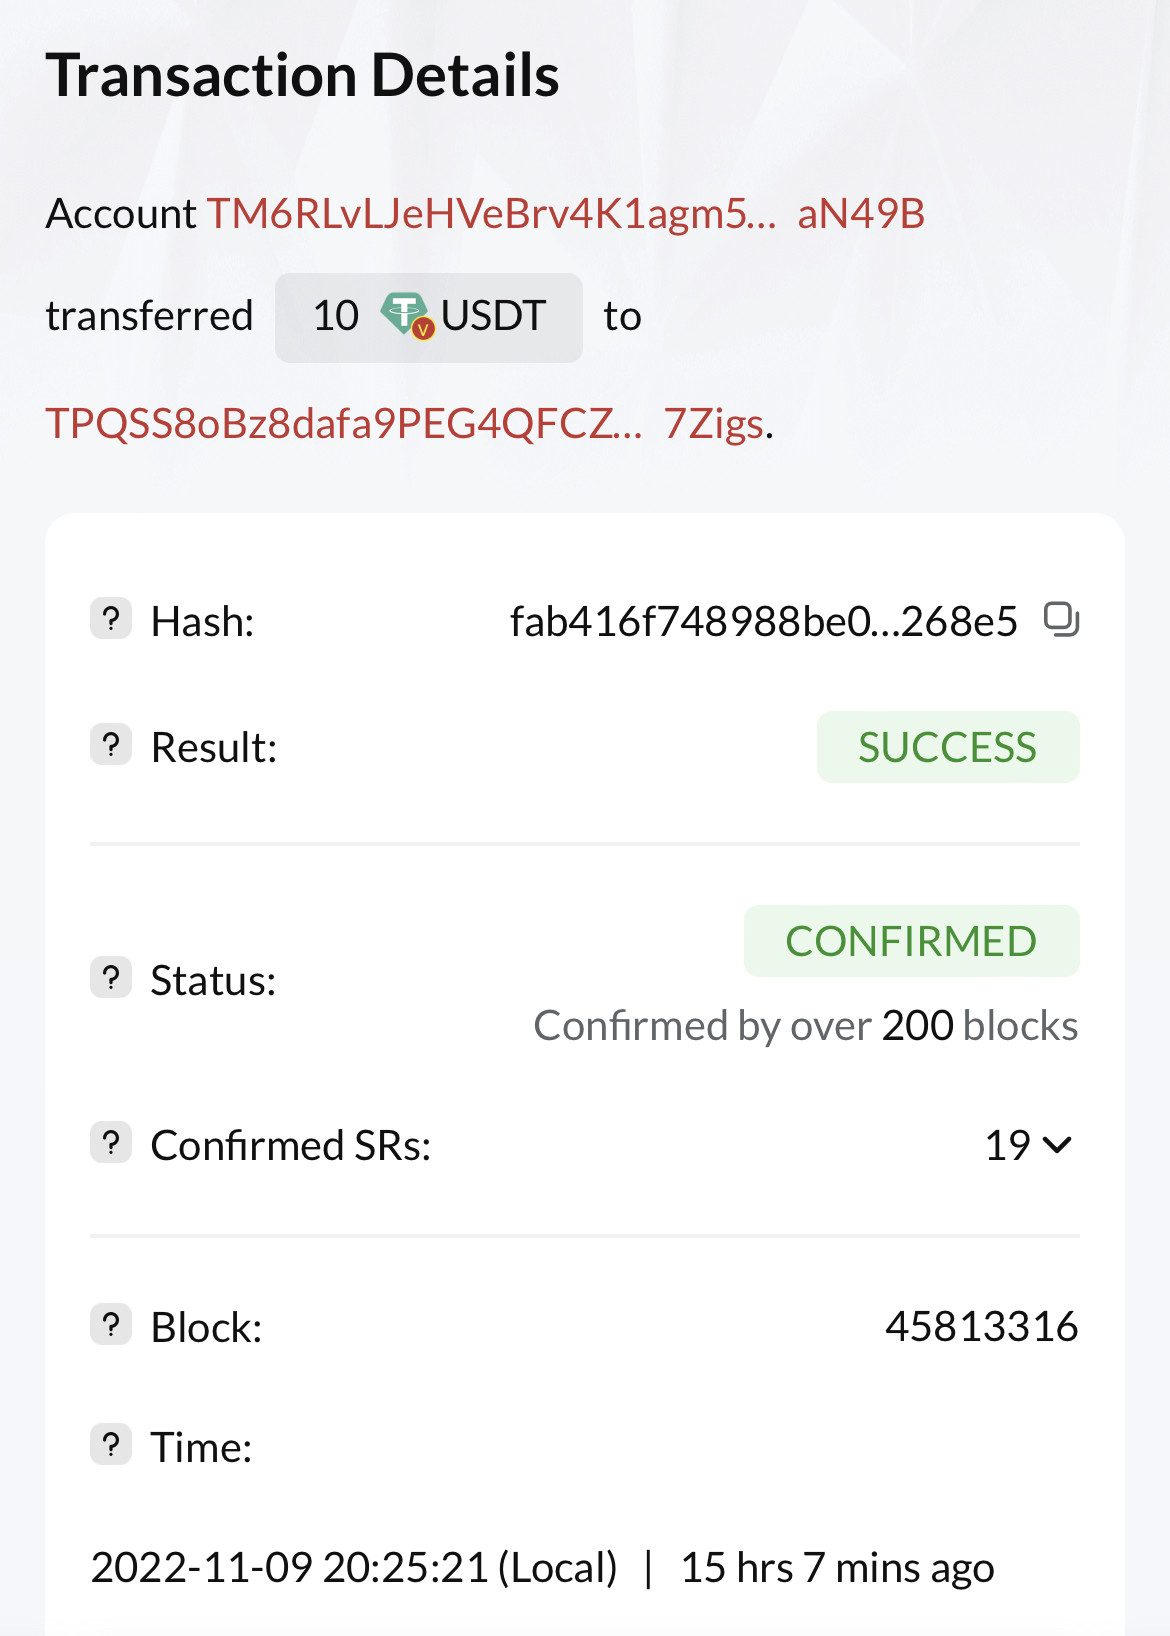 Transaction Details
Account TM6RLvLJeHVeBrv4K1agm5... aN49B
transferred 10 USDT to
TPQSS8oBz8dafa9PEG4QFCZ... 7Zigs.
? Hash: fab416f748988be0...268e5
? Result: SUCCESS
? Status: CONFIRMED
Confirmed by over 200 blocks
? Confirmed SRs: 19
? Block: 45813316
? Time:
2022-11-09 20:25:21 (Local) | 15 hrs 7 mins ago